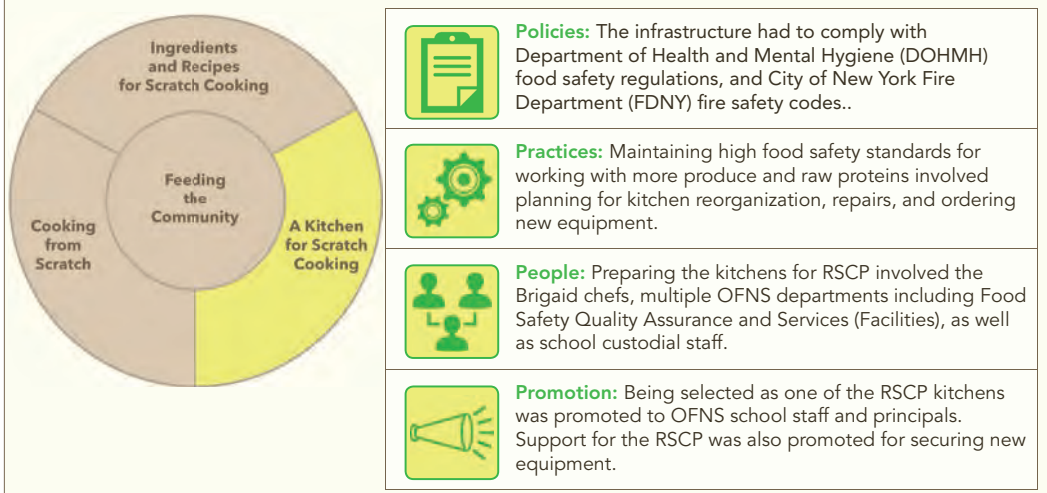 Ingredients
and Recipes
for Scratch Cooking
Feeding
the
Community
Cooking
from
Scratch
A Kitchen
for Scratch
Cooking
Policies: The infrastructure had to comply with
Department of Health and Mental Hygiene (DOHMH)
food safety regulations, and City of New York Fire
Department (FDNY) fire safety codes..
Practices: Maintaining high food safety standards for
working with more produce and raw proteins involved
planning for kitchen reorganization, repairs, and ordering
new equipment.
People: Preparing the kitchens for RSCP involved the
Brigaid chefs, multiple OFNS departments including Food
Safety Quality Assurance and Services (Facilities), as well
as school custodial staff.
Promotion: Being selected as one of the RSCP kitchens
was promoted to OFNS school staff and principals.
Support for the RSCP was also promoted for securing new
equipment.